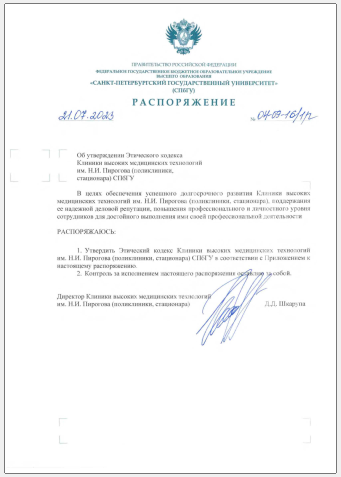 ПРАВИТЕЛЬСТВО РОССИЙСКОЙ ФЕДЕРАЦИИ
ФЕДЕРАЛЬНОЕ ГОСУДАРСТВЕННОЕ БЮДЖЕТНОЕ ОБРАЗОВАТЕЛЬНОЕ УЧРЕЖДЕНИЕ
ВЫСШЕГО ОБРАЗОВАНИЯ
«САНКТ-ПЕТЕРБУРГСКИЙ ГОСУДАРСТВЕННЫЙ УНИВЕРСИТЕТ»
(СПбГУ)
РАСПОРЯЖЕНИЕ
21.07.2023
№ 04-03-16/1р
Об утверждении Этического кодекса
Клиники высоких медицинских технологий
им. Н.И. Пирогова (поликлиники,
стационара) СПбГУ
В целях обеспечения успешного долгосрочного развития Клиники высоких
медицинских технологий им. Н.И. Пирогова (поликлиники, стационара), поддержания
ее надежной деловой репутации, повышения профессионального и личностного уровня
сотрудников для достойного выполнения ими своей профессиональной деятельности
РАСПОРЯЖАЮСЬ:
1. Утвердить Этический кодекс Клиники высоких медицинских технологий
им. Н.И. Пирогова (поликлиники, стационара) СПбГУ в соответствии с Приложением к
настоящему распоряжению.
2. Контроль за исполнением настоящего распоряжения оставляю за собой.
Директор Клиники высоких медицинских технологий
им. Н.И. Пирогова (поликлиники, стационара)
Д.Д. Шкарупа